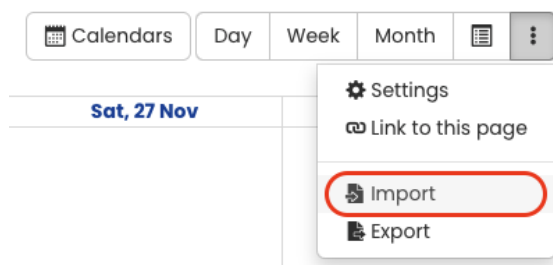 Calendars Day Week Month
Settings
Sat, 27 Nov
Link to this page
Import
Export